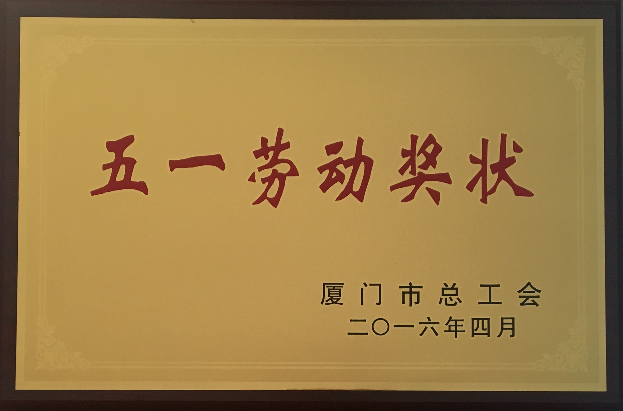 五一劳动奖状
厦门市总工会
二〇一六年四月